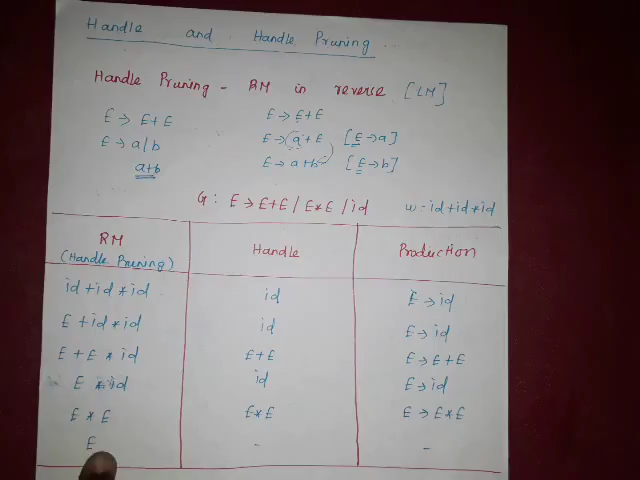 Handle and Handle Pruning
Handle Pruning - RM in reverse [LM]
E → E+E
E → a/b
a+b
E → E+E
E → a+E [E→a]
E → a+b [E→b]
G: E → E+E / E*E / id w - id+id*id
RM (Handle Pruning) Handle Production
id+id*id id E → id
E+id*id id E → id
E+E*id E+E E → E+E
E*id id E → id
E*E E*E E → E*E
E - -